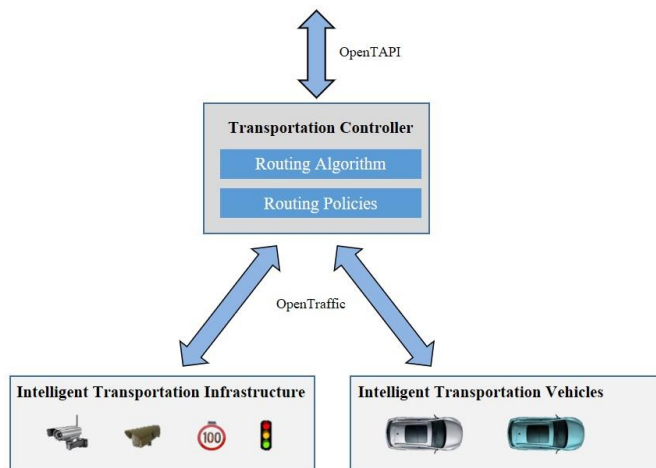 OpenTAPI
Transportation Controller
Routing Algorithm
Routing Policies
OpenTraffic
Intelligent Transportation Infrastructure
100
Intelligent Transportation Vehicles